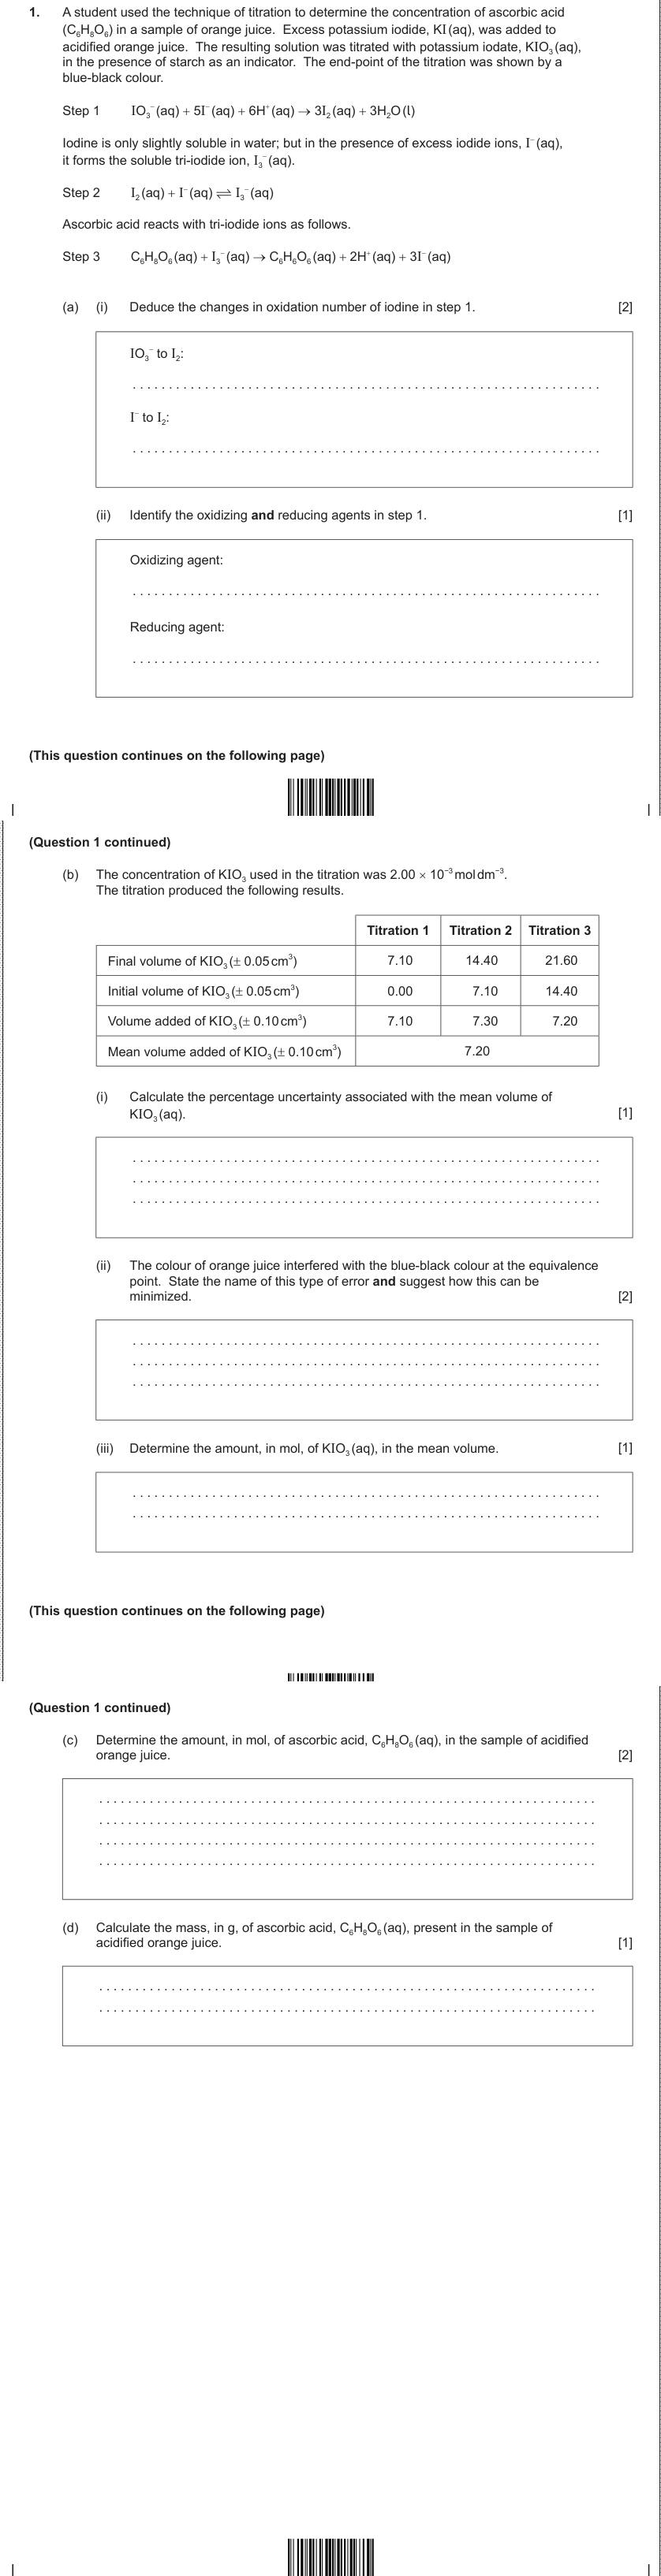 1. A student used the technique of titration to determine the concentration of ascorbic acid
(C₆H₈O₆) in a sample of orange juice. Excess potassium iodide, KI (aq), was added to
acidified orange juice. The resulting solution was titrated with potassium iodate, KIO₃ (aq),
in the presence of starch as an indicator. The end-point of the titration was shown by a
blue-black colour.
Step 1 IO₃⁻ (aq) + 5I⁻ (aq) + 6H⁺ (aq) → 3I₂ (aq) + 3H₂O (l)
Iodine is only slightly soluble in water; but in the presence of excess iodide ions, I⁻ (aq),
it forms the soluble tri-iodide ion, I₃⁻ (aq).
Step 2 I₂ (aq) + I⁻ (aq) ⇌ I₃⁻ (aq)
Ascorbic acid reacts with tri-iodide ions as follows.
Step 3 C₆H₈O₆ (aq) + I₃⁻ (aq) → C₆H₆O₆ (aq) + 2H⁺ (aq) + 3I⁻ (aq)
(a) (i) Deduce the changes in oxidation number of iodine in step 1. [2]
IO₃⁻ to I₂:
I⁻ to I₂:
(ii) Identify the oxidizing and reducing agents in step 1. [1]
Oxidizing agent:
Reducing agent:
(This question continues on the following page)
(Question 1 continued)
(b) The concentration of KIO₃ used in the titration was 2.00 × 10⁻³ mol dm⁻³.
The titration produced the following results.
Titration 1 Titration 2 Titration 3
Final volume of KIO₃ (± 0.05 cm³) 7.10 14.40 21.60
Initial volume of KIO₃ (± 0.05 cm³) 0.00 7.10 14.40
Volume added of KIO₃ (± 0.10 cm³) 7.10 7.30 7.20
Mean volume added of KIO₃ (± 0.10 cm³) 7.20
(i) Calculate the percentage uncertainty associated with the mean volume of
KIO₃ (aq). [1]
(ii) The colour of orange juice interfered with the blue-black colour at the equivalence
point. State the name of this type of error and suggest how this can be
minimized. [2]
(iii) Determine the amount, in mol, of KIO₃ (aq), in the mean volume. [1]
(This question continues on the following page)
(Question 1 continued)
(c) Determine the amount, in mol, of ascorbic acid, C₆H₈O₆ (aq), in the sample of acidified
orange juice. [2]
(d) Calculate the mass, in g, of ascorbic acid, C₆H₈O₆ (aq), present in the sample of
acidified orange juice. [1]